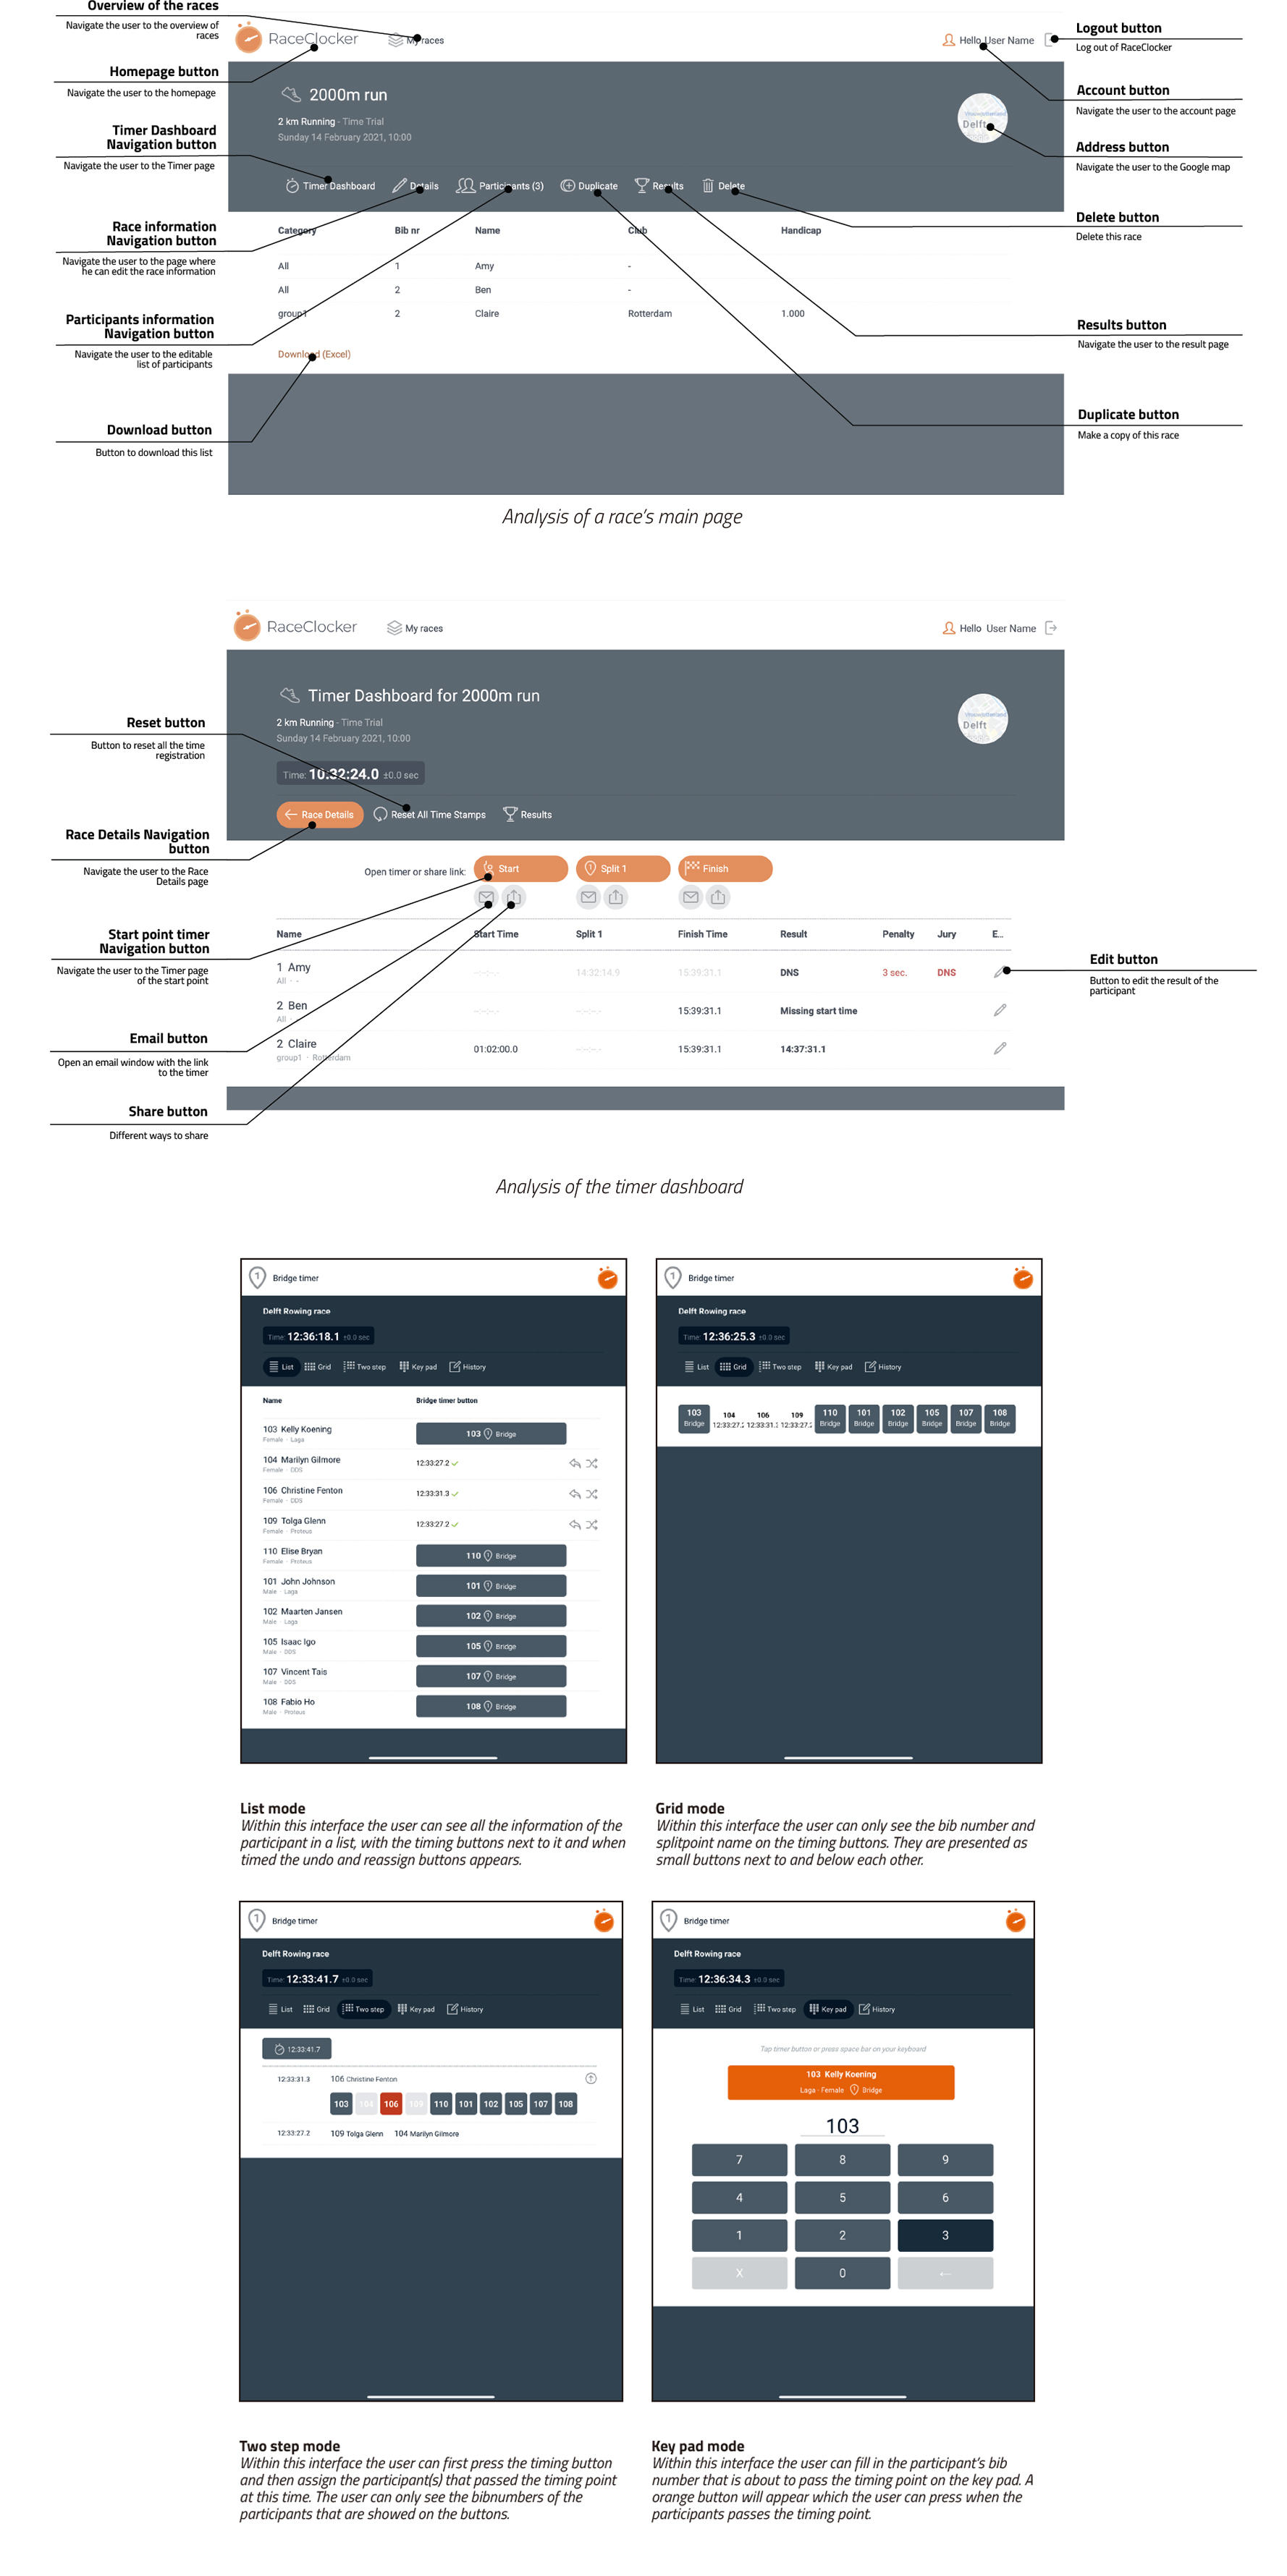 Overview of the races
Navigate the user to the overview of
races
Homepage button
Navigate the user to the homepage
Timer Dashboard
Navigation button
Navigate the user to the Timer page
Race information
Navigation button
Navigate the user to the page where
he can edit the race information
Participants information
Navigation button
Navigate the user to the editable
list of participants
Download button
Button to download this list
RaceClocker
My races
Hello User Name
2000m run
2 km Running - Time Trial
Sunday 14 February 2021, 10:00
Delft
Timer Dashboard Details Participants (3) Duplicate Results Delete
Category Bib nr Name Club Handicap
All 1 Amy -
All 2 Ben -
group1 2 Claire Rotterdam 1.000
Download (Excel)
Logout button
Log out of RaceClocker
Account button
Navigate the user to the account page
Address button
Navigate the user to the Google map
Delete button
Delete this race
Results button
Navigate the user to the result page
Duplicate button
Make a copy of this race
Analysis of a race's main page
RaceClocker
My races
Hello User Name
Timer Dashboard for 2000m run
2 km Running - Time Trial
Sunday 14 February 2021, 10:00
Delft
Time: 10:32:24.0 ±0.0 sec
Race Details Reset All Time Stamps Results
Open timer or share link: Start Split 1 Finish
Name Start Time Split 1 Finish Time Result Penalty Jury E...
1 Amy --:--:--.- 14:32:14.9 15:39:31.1 DNS 3 sec. DNS
All · -
2 Ben --:--:--.- --:--:--.- 15:39:31.1 Missing start time
All · -
2 Claire 01:02:00.0 --:--:--.- 15:39:31.1 14:37:31.1
group1 · Rotterdam
Reset button
Button to reset all the time
registration
Race Details Navigation
button
Navigate the user to the Race
Details page
Start point timer
Navigation button
Navigate the user to the Timer page
of the start point
Email button
Open an email window with the link
to the timer
Share button
Different ways to share
Edit button
Button to edit the result of the
participant
Analysis of the timer dashboard
1 Bridge timer
Delft Rowing race
Time: 12:36:18.1 ±0.0 sec
List Grid Two step Key pad History
Name Bridge timer button
103 Kelly Koening 103 1 Bridge
Female · Laga
104 Marilyn Gilmore 12:33:27.2
Female · DDS
106 Christine Fenton 12:33:31.3
Female · DDS
109 Tolga Glenn 12:33:27.2
Female · Proteus
110 Elise Bryan 110 1 Bridge
Female · Proteus
101 John Johnson 101 1 Bridge
Male · Laga
102 Maarten Jansen 102 1 Bridge
Male · Laga
105 Isaac Igo 105 1 Bridge
Male · DDS
107 Vincent Tais 107 1 Bridge
Male · DDS
108 Fabio Ho 108 1 Bridge
Male · Proteus
1 Bridge timer
Delft Rowing race
Time: 12:36:25.3 ±0.0 sec
List Grid Two step Key pad History
103 104 106 109 110 101 102 105 107 108
Bridge 12:33:27.2 12:33:31.3 12:33:27.2 Bridge Bridge Bridge Bridge Bridge Bridge
List mode
Within this interface the user can see all the information of the
participant in a list, with the timing buttons next to it and when
timed the undo and reassign buttons appears.
Grid mode
Within this interface the user can only see the bib number and
splitpoint name on the timing buttons. They are presented as
small buttons next to and below each other.
1 Bridge timer
Delft Rowing race
Time: 12:33:41.7 ±0.0 sec
List Grid Two step Key pad History
12:33:41.7
12:33:31.3 106 Christine Fenton
103 104 106 109 110 101 102 105 107 108
12:33:27.2 109 Tolga Glenn 104 Marilyn Gilmore
1 Bridge timer
Delft Rowing race
Time: 12:36:34.3 ±0.0 sec
List Grid Two step Key pad History
Tap timer button or press space bar on your keyboard
103 Kelly Koening
Laga · Female 1 Bridge
103
7 8 9
4 5 6
1 2 3
X 0 ←
Two step mode
Within this interface the user can first press the timing button
and then assign the participant(s) that passed the timing point
at this time. The user can only see the bibnumbers of the
participants that are showed on the buttons.
Key pad mode
Within this interface the user can fill in the participant's bib
number that is about to pass the timing point on the key pad. A
orange button will appear which the user can press when the
participants passes the timing point.